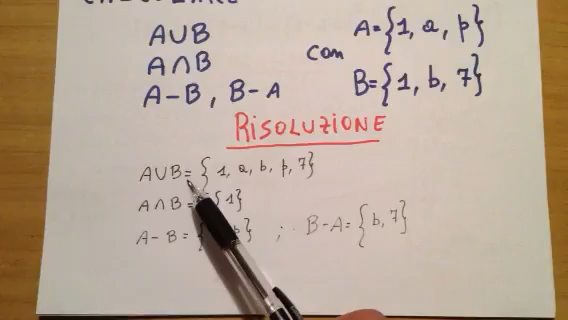 A∪B
A∩B
A-B, B-A
con
A={1, a, p}
B={1, b, 7}
RISOLUZIONE
A∪B= {1, a, b, p, 7}
A∩B= {1}
A-B= { } ; B-A= {b, 7}